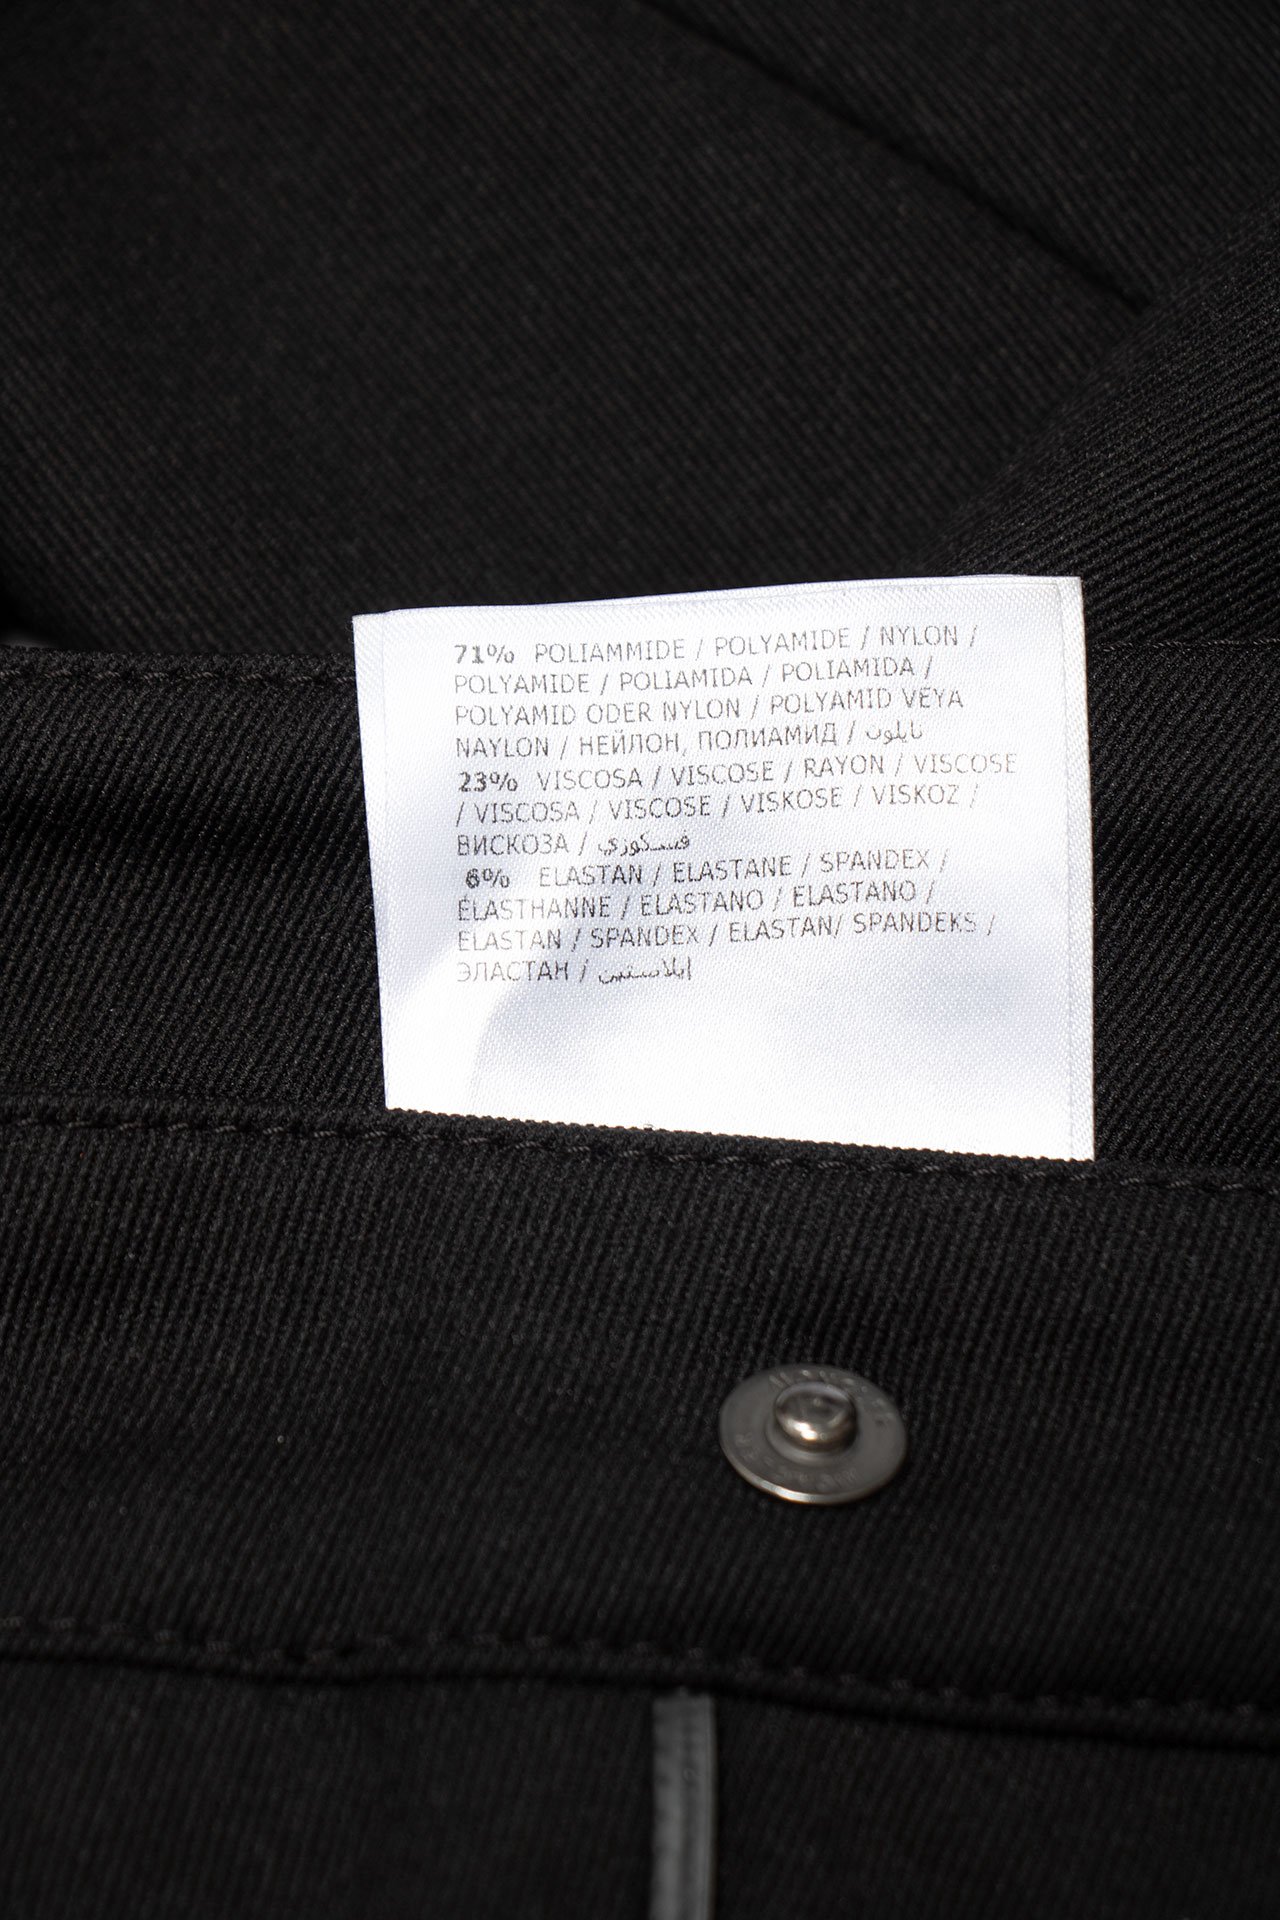 71% POLIAMMIDE / POLYAMIDE / NYLON /
POLYAMIDE / POLIAMIDA / POLIAMIDA /
POLYAMID ODER NYLON / POLYAMID VEYA
NAYLON / НЕЙЛОН, ПОЛИАМИД / نايلون
23% VISCOSA / VISCOSE / RAYON / VISCOSE
/ VISCOSA / VISCOSE / VISKOSE / VISKOZ /
ВИСКОЗА / فسكوزي
6% ELASTAN / ELASTANE / SPANDEX /
ÉLASTHANNE / ELASTANO / ELASTANO /
ELASTAN / SPANDEX / ELASTAN/ SPANDEKS /
ЭЛАСТАН / ايلاستين